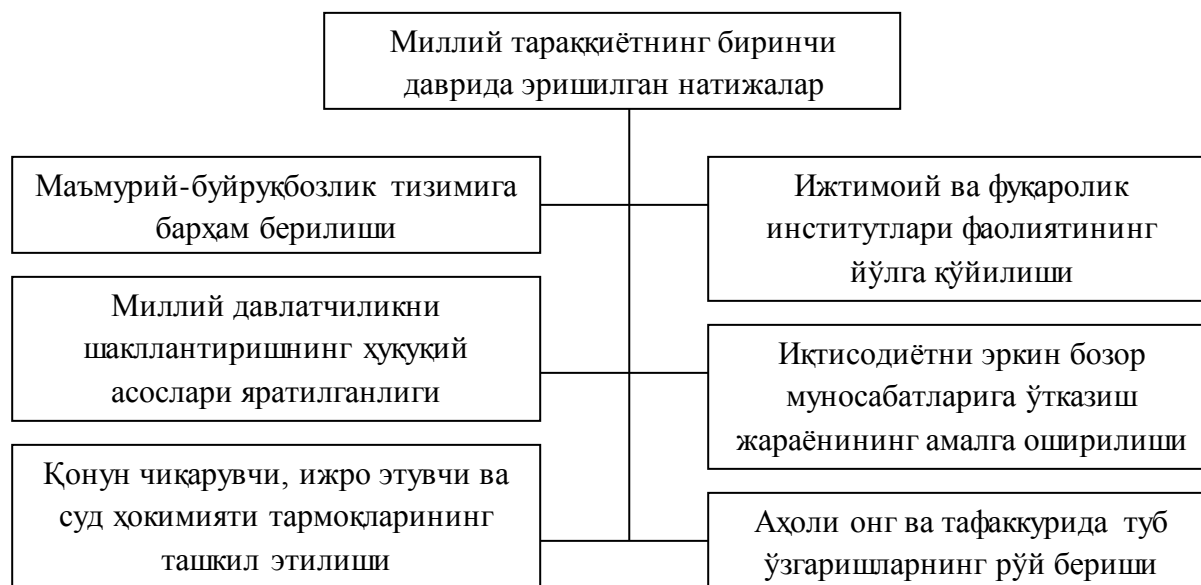 Миллий тараққиётнинг биринчи
даврида эришилган натижалар
Маъмурий-буйруқбозлик тизимига
барҳам берилиши
Миллий давлатчиликни
шакллантиришнинг ҳуқуқий
асослари яратилганлиги
Қонун чиқарувчи, ижро этувчи ва
суд ҳокимияти тармоқларининг
ташкил этилиши
Ижтимоий ва фуқаролик
институтлари фаолиятининг
йўлга қўйилиши
Иқтисодиётни эркин бозор
муносабатларига ўтказиш
жараёнининг амалга оширилиши
Аҳоли онг ва тафаккурида туб
ўзгаришларнинг рўй бериши